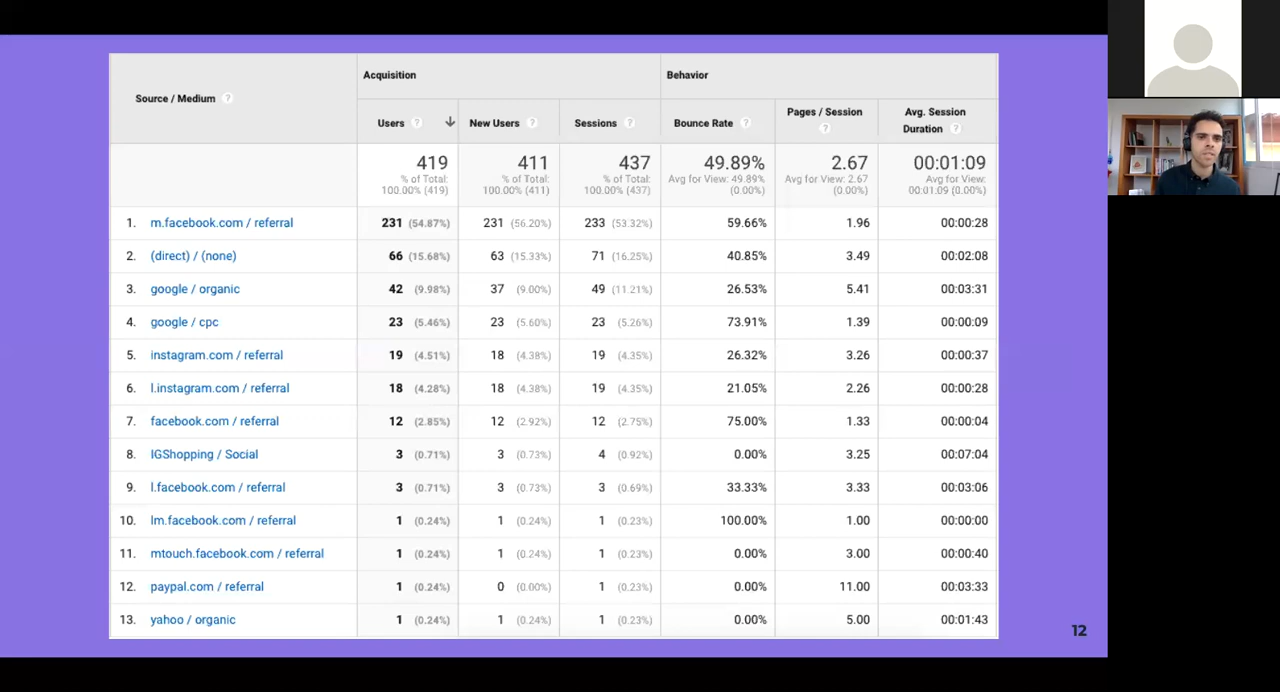 Source / Medium ?
Acquisition
Behavior
Users ?
New Users ?
Sessions ?
Bounce Rate ?
Pages / Session
?
Avg. Session
Duration ?
419
% of Total:
100.00% (419)
411
% of Total:
100.00% (411)
437
% of Total:
100.00% (437)
49.89%
Avg for View: 49.89%
(0.00%)
2.67
Avg for View: 2.67
(0.00%)
00:01:09
Avg for View:
00:01:09 (0.00%)
1. m.facebook.com / referral 231 (54.87%) 231 (56.20%) 233 (53.32%) 59.66% 1.96 00:00:28
2. (direct) / (none) 66 (15.68%) 63 (15.33%) 71 (16.25%) 40.85% 3.49 00:02:08
3. google / organic 42 (9.98%) 37 (9.00%) 49 (11.21%) 26.53% 5.41 00:03:31
4. google / cpc 23 (5.46%) 23 (5.60%) 23 (5.26%) 73.91% 1.39 00:00:09
5. instagram.com / referral 19 (4.51%) 18 (4.38%) 19 (4.35%) 26.32% 3.26 00:00:37
6. l.instagram.com / referral 18 (4.28%) 18 (4.38%) 19 (4.35%) 21.05% 2.26 00:00:28
7. facebook.com / referral 12 (2.85%) 12 (2.92%) 12 (2.75%) 75.00% 1.33 00:00:04
8. IGShopping / Social 3 (0.71%) 3 (0.73%) 4 (0.92%) 0.00% 3.25 00:07:04
9. l.facebook.com / referral 3 (0.71%) 3 (0.73%) 3 (0.69%) 33.33% 3.33 00:03:06
10. lm.facebook.com / referral 1 (0.24%) 1 (0.24%) 1 (0.23%) 100.00% 1.00 00:00:00
11. mtouch.facebook.com / referral 1 (0.24%) 1 (0.24%) 1 (0.23%) 0.00% 3.00 00:00:40
12. paypal.com / referral 1 (0.24%) 0 (0.00%) 1 (0.23%) 0.00% 11.00 00:03:33
13. yahoo / organic 1 (0.24%) 1 (0.24%) 1 (0.23%) 0.00% 5.00 00:01:43
12